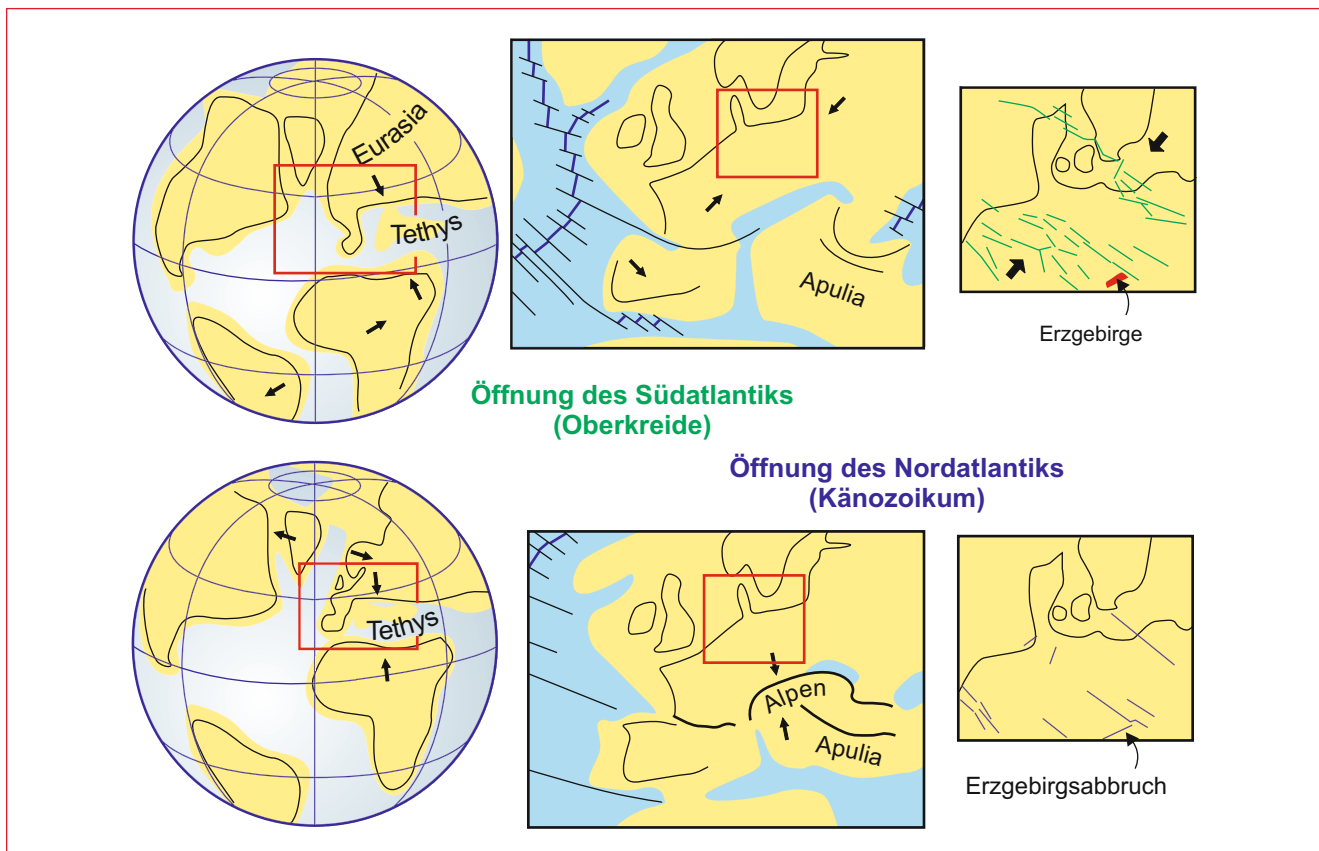 Eurasia
Tethys
Apulia
Erzgebirge
Öffnung des Südatlantiks
(Oberkreide)
Öffnung des Nordatlantiks
(Känozoikum)
Tethys
Alpen
Apulia
Erzgebirgsabbruch